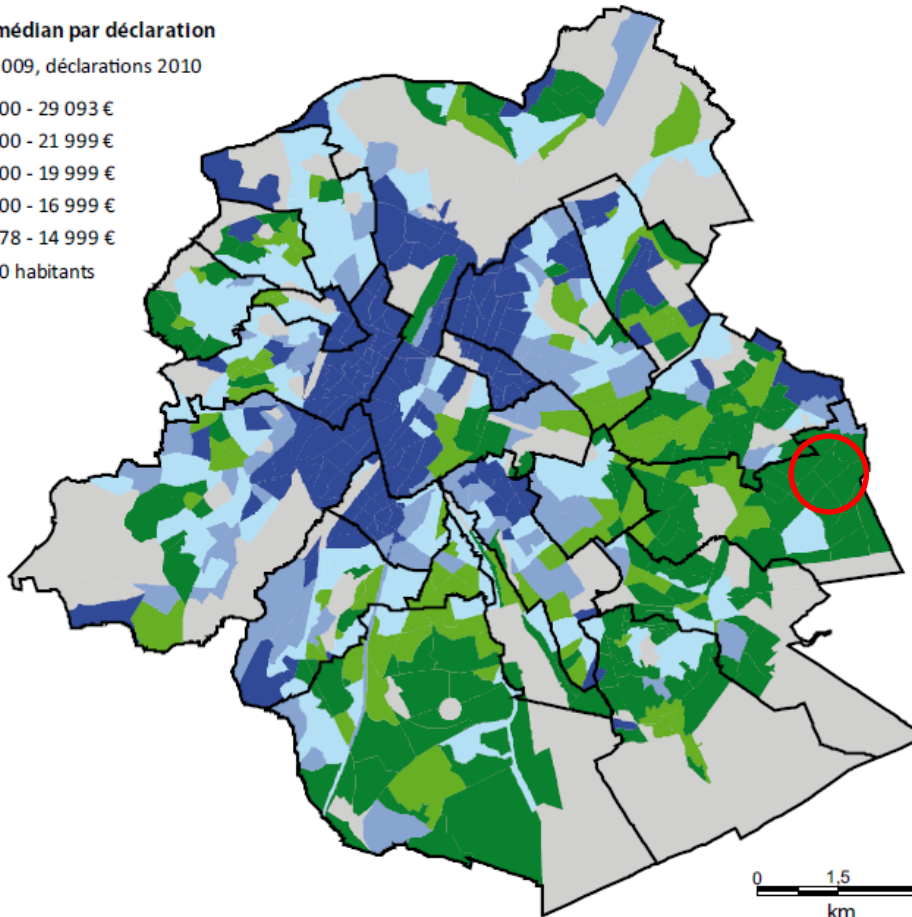 médian par déclaration
009, déclarations 2010
00 - 29 093 €
00 - 21 999 €
00 - 19 999 €
00 - 16 999 €
78 - 14 999 €
0 habitants
0 1,5
km